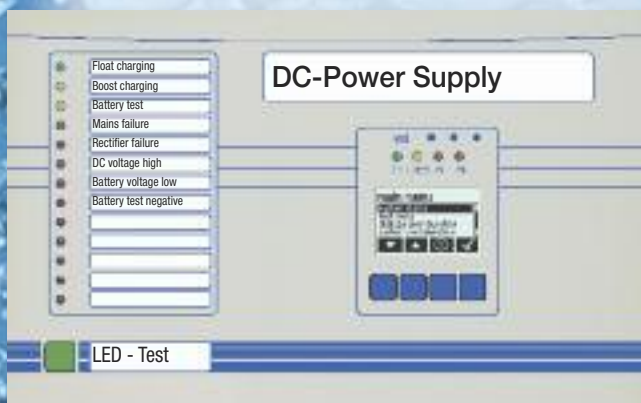 Float charging
Boost charging
Battery test
Mains failure
Rectifier failure
DC voltage high
Battery voltage low
Battery test negative
DC-Power Supply
LED - Test